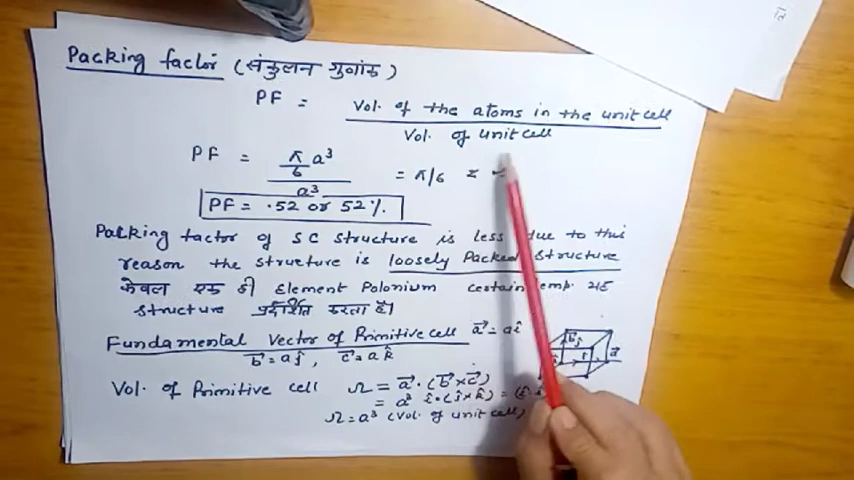 Packing factor (संकुलन गुणांक)
PF = Vol. of the atoms in the unit cell
Vol. of unit cell
PF = π/6 a³
a³
= π/6 ≈
PF = .52 or 52%.
Packing factor of SC structure is less due to this
reason the structure is loosely Packed structure
केवल एक ही element Polonium certain temp. यह
structure प्रदर्शित करता है।
Fundamental Vector of Primitive cell a⃗ = aî
b⃗ = aĵ, c⃗ = ak̂
Vol. of Primitive cell Ω = a⃗·(b⃗×c⃗)
= a³ î·(ĵ×k̂) =
Ω = a³ (Vol. of unit cell)